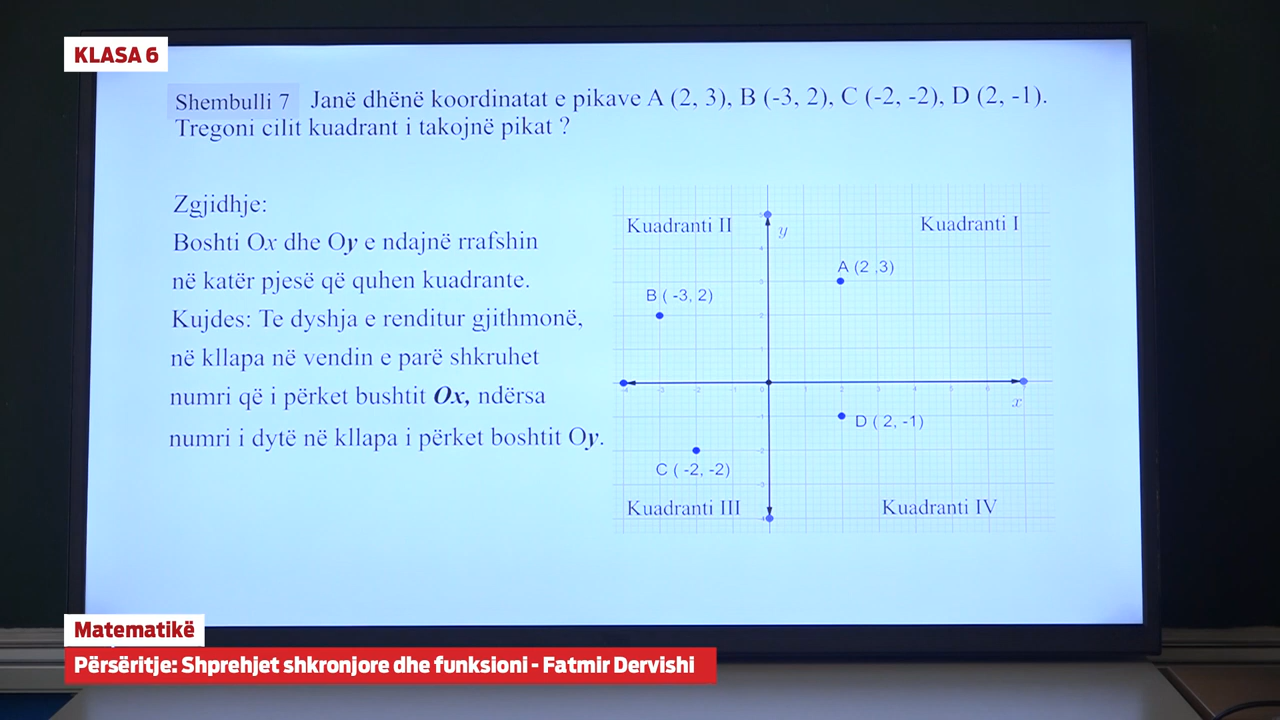 KLASA 6
Shembulli 7 Janë dhënë koordinatat e pikave A (2, 3), B (-3, 2), C (-2, -2), D (2, -1).
Tregoni cilit kuadrant i takojnë pikat ?
Zgjidhje:
Boshti Ox dhe Oy e ndajnë rrafshin
në katër pjesë që quhen kuadrante.
Kujdes: Te dyshja e renditur gjithmonë,
në kllapa në vendin e parë shkruhet
numri që i përket bushtit Ox, ndërsa
numri i dytë në kllapa i përket boshtit Oy.
Kuadranti II
y
Kuadranti I
A (2 ,3)
B ( -3, 2)
x
D ( 2, -1)
C ( -2, -2)
Kuadranti III
Kuadranti IV
Matematikë
Përsëritje: Shprehjet shkronjore dhe funksioni - Fatmir Dervishi